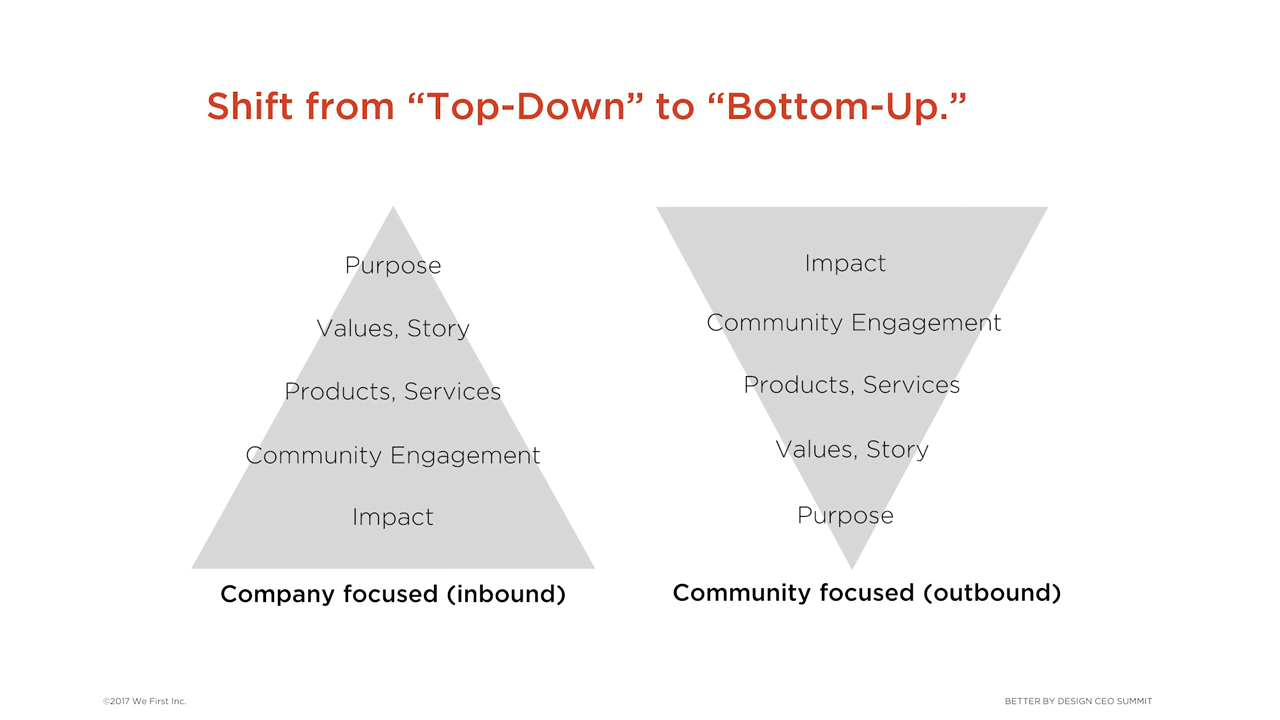 Shift from “Top-Down” to “Bottom-Up.”
Purpose
Values, Story
Products, Services
Community Engagement
Impact
Company focused (inbound)
Impact
Community Engagement
Products, Services
Values, Story
Purpose
Community focused (outbound)
©2017 We First Inc.
BETTER BY DESIGN CEO SUMMIT